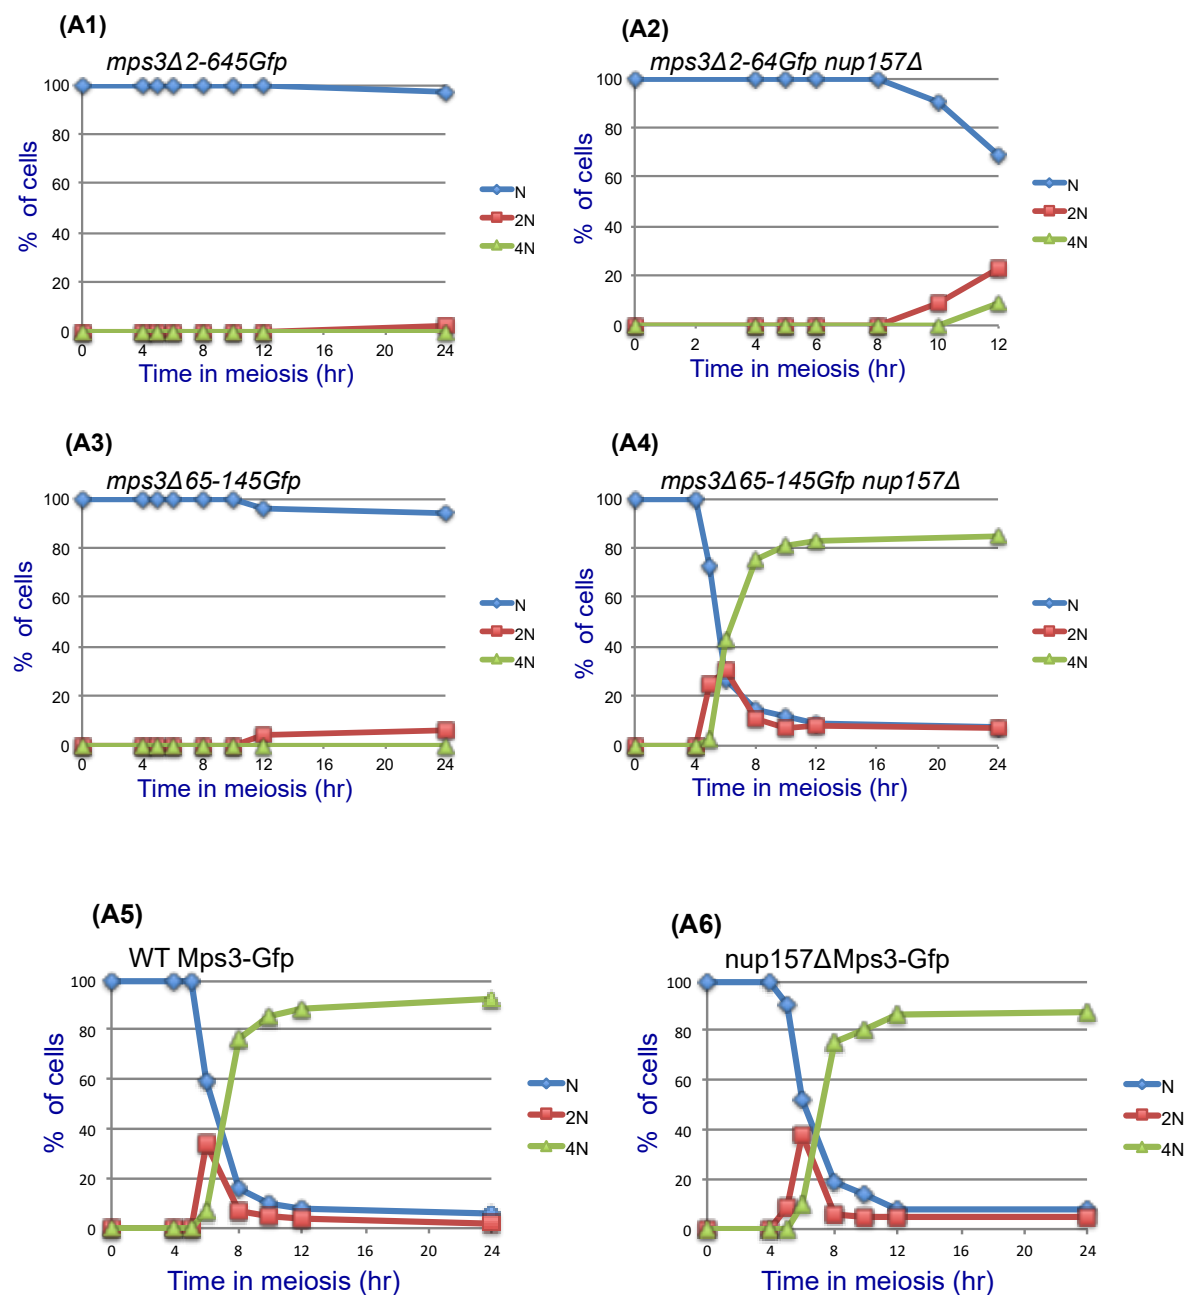 (A1)
mps3Δ2-645Gfp
100
80
60
40
20
0
0 4 8 12 16 20 24
% of cells
Time in meiosis (hr)
N
2N
4N
(A2)
mps3Δ2-64Gfp nup157Δ
100
80
60
40
20
0
0 2 4 6 8 10 12
% of cells
Time in meiosis (hr)
N
2N
4N
(A3)
mps3Δ65-145Gfp
100
80
60
40
20
0
0 4 8 12 16 20 24
% of cells
Time in meiosis (hr)
N
2N
4N
(A4)
mps3Δ65-145Gfp nup157Δ
100
80
60
40
20
0
0 4 8 12 16 20 24
% of cells
Time in meiosis (hr)
N
2N
4N
(A5)
WT Mps3-Gfp
100
80
60
40
20
0
0 4 8 12 16 20 24
% of cells
Time in meiosis (hr)
N
2N
4N
(A6)
nup157ΔMps3-Gfp
100
80
60
40
20
0
0 4 8 12 16 20 24
% of cells
Time in meiosis (hr)
N
2N
4N